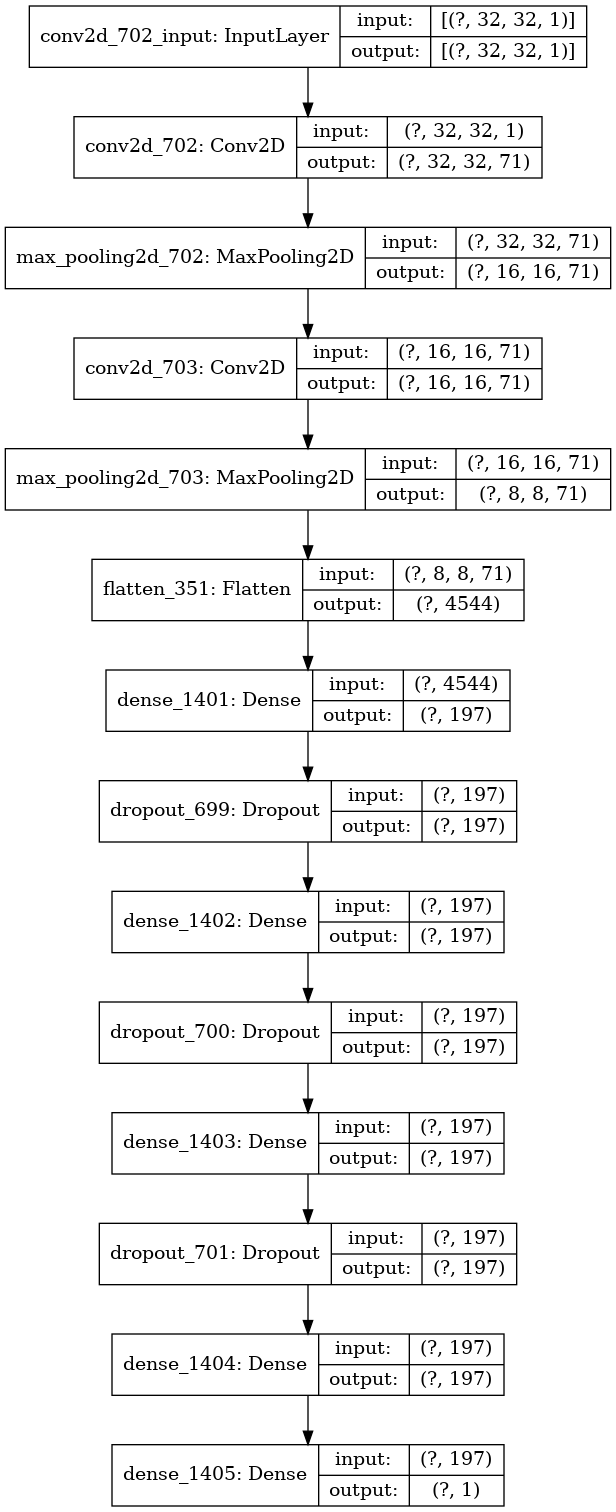 conv2d_702_input: InputLayer
input:
[(?, 32, 32, 1)]
output:
[(?, 32, 32, 1)]
conv2d_702: Conv2D
input:
(?, 32, 32, 1)
output:
(?, 32, 32, 71)
max_pooling2d_702: MaxPooling2D
input:
(?, 32, 32, 71)
output:
(?, 16, 16, 71)
conv2d_703: Conv2D
input:
(?, 16, 16, 71)
output:
(?, 16, 16, 71)
max_pooling2d_703: MaxPooling2D
input:
(?, 16, 16, 71)
output:
(?, 8, 8, 71)
flatten_351: Flatten
input:
(?, 8, 8, 71)
output:
(?, 4544)
dense_1401: Dense
input:
(?, 4544)
output:
(?, 197)
dropout_699: Dropout
input:
(?, 197)
output:
(?, 197)
dense_1402: Dense
input:
(?, 197)
output:
(?, 197)
dropout_700: Dropout
input:
(?, 197)
output:
(?, 197)
dense_1403: Dense
input:
(?, 197)
output:
(?, 197)
dropout_701: Dropout
input:
(?, 197)
output:
(?, 197)
dense_1404: Dense
input:
(?, 197)
output:
(?, 197)
dense_1405: Dense
input:
(?, 197)
output:
(?, 1)